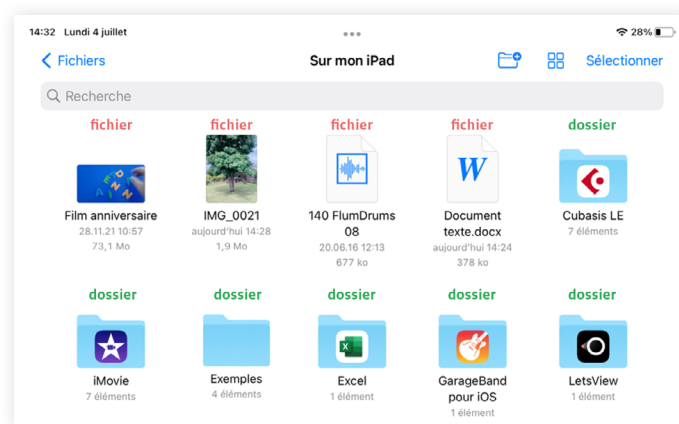 14:32 Lundi 4 juillet
28%
Fichiers
Sur mon iPad
Sélectionner
Recherche
fichier fichier fichier fichier dossier
Film anniversaire
28.11.21 10:57
73,1 Mo
IMG_0021
aujourd'hui 14:28
1,9 Mo
140 FlumDrums
08
20.06.16 12:13
677 ko
W
Document
texte.docx
aujourd'hui 14:24
378 ko
Cubasis LE
7 éléments
dossier dossier dossier dossier dossier
iMovie
7 éléments
Exemples
4 éléments
X
Excel
1 élément
GarageBand
pour iOS
1 élément
LetsView
1 élément